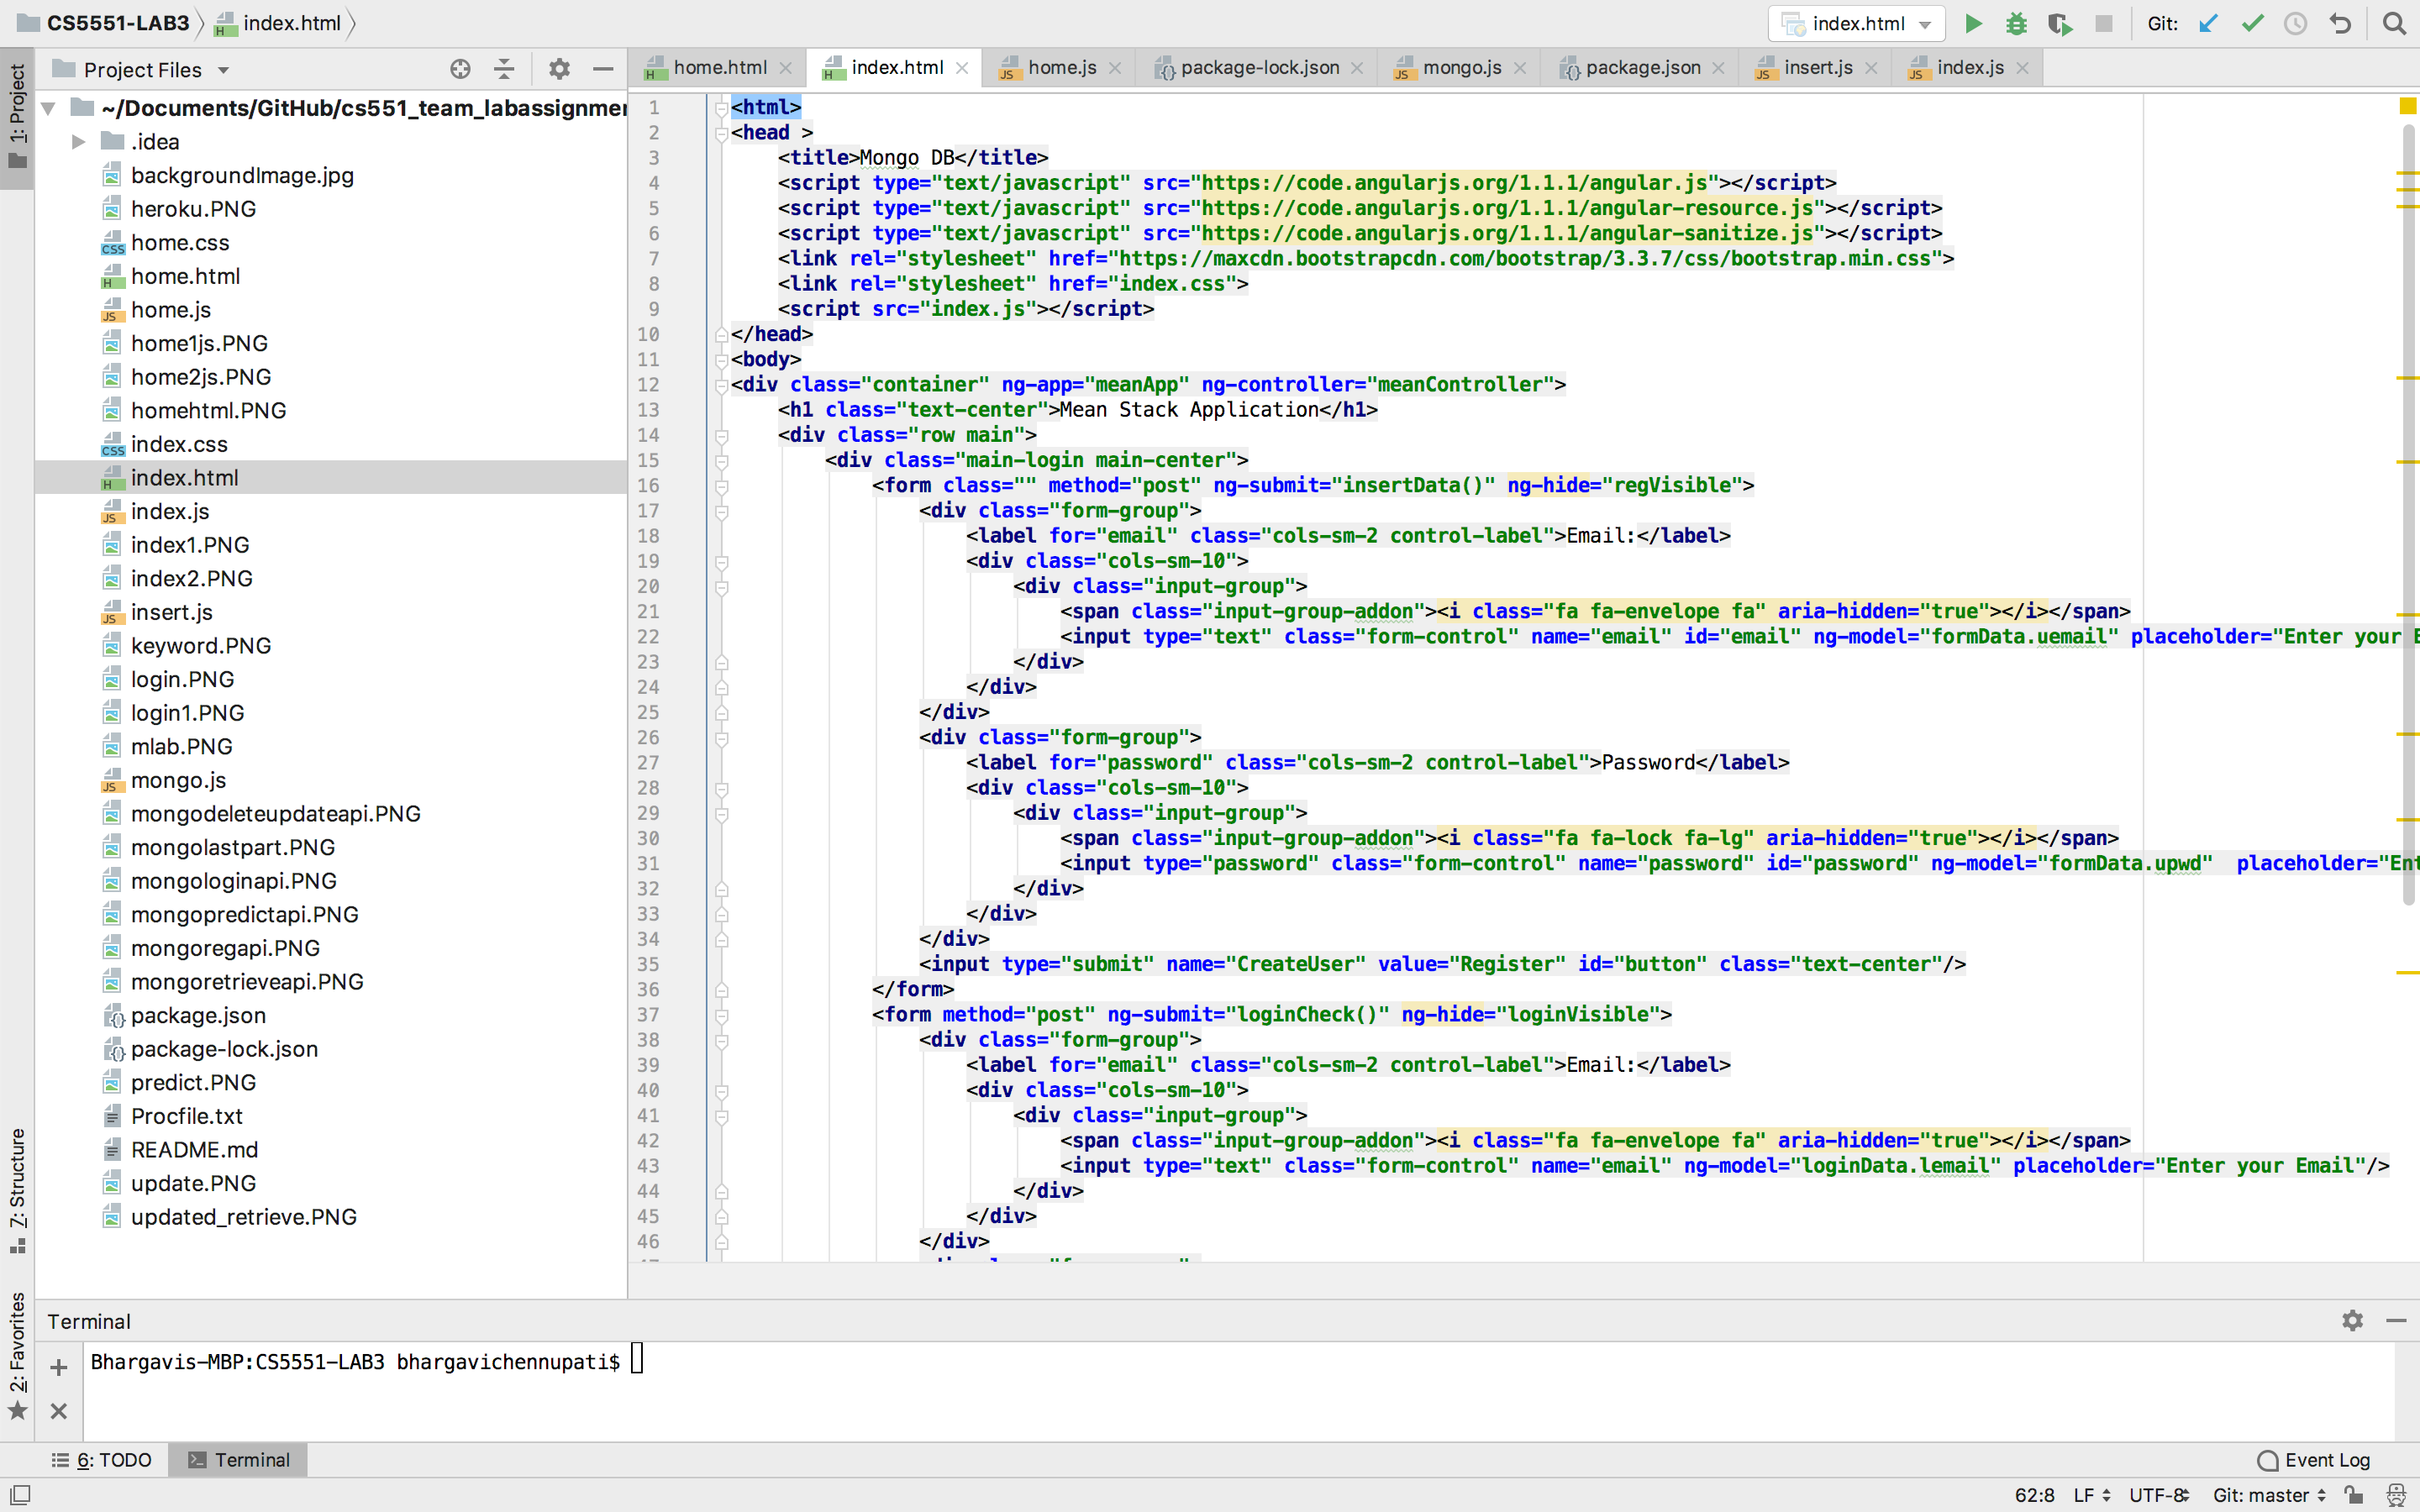 CS5551-LAB3 index.html
index.html Git:
1: Project
Project Files
home.html index.html home.js package-lock.json mongo.js package.json insert.js index.js
~/Documents/GitHub/cs551_team_labassignmen
.idea
backgroundImage.jpg
heroku.PNG
home.css
home.html
home.js
home1js.PNG
home2js.PNG
homehtml.PNG
index.css
index.html
index.js
index1.PNG
index2.PNG
insert.js
keyword.PNG
login.PNG
login1.PNG
mlab.PNG
mongo.js
mongodeleteupdateapi.PNG
mongolastpart.PNG
mongologinapi.PNG
mongopredictapi.PNG
mongoregapi.PNG
mongoretrieveapi.PNG
package.json
package-lock.json
predict.PNG
Procfile.txt
README.md
update.PNG
updated_retrieve.PNG
7: Structure
2: Favorites
1 <html>
2 <head >
3 <title>Mongo DB</title>
4 <script type="text/javascript" src="https://code.angularjs.org/1.1.1/angular.js"></script>
5 <script type="text/javascript" src="https://code.angularjs.org/1.1.1/angular-resource.js"></script>
6 <script type="text/javascript" src="https://code.angularjs.org/1.1.1/angular-sanitize.js"></script>
7 <link rel="stylesheet" href="https://maxcdn.bootstrapcdn.com/bootstrap/3.3.7/css/bootstrap.min.css">
8 <link rel="stylesheet" href="index.css">
9 <script src="index.js"></script>
10 </head>
11 <body>
12 <div class="container" ng-app="meanApp" ng-controller="meanController">
13 <h1 class="text-center">Mean Stack Application</h1>
14 <div class="row main">
15 <div class="main-login main-center">
16 <form class="" method="post" ng-submit="insertData()" ng-hide="regVisible">
17 <div class="form-group">
18 <label for="email" class="cols-sm-2 control-label">Email:</label>
19 <div class="cols-sm-10">
20 <div class="input-group">
21 <span class="input-group-addon"><i class="fa fa-envelope fa" aria-hidden="true"></i></span>
22 <input type="text" class="form-control" name="email" id="email" ng-model="formData.uemail" placeholder="Enter your E
23 </div>
24 </div>
25 </div>
26 <div class="form-group">
27 <label for="password" class="cols-sm-2 control-label">Password</label>
28 <div class="cols-sm-10">
29 <div class="input-group">
30 <span class="input-group-addon"><i class="fa fa-lock fa-lg" aria-hidden="true"></i></span>
31 <input type="password" class="form-control" name="password" id="password" ng-model="formData.upwd"  placeholder="Ent
32 </div>
33 </div>
34 </div>
35 <input type="submit" name="CreateUser" value="Register" id="button" class="text-center"/>
36 </form>
37 <form method="post" ng-submit="loginCheck()" ng-hide="loginVisible">
38 <div class="form-group">
39 <label for="email" class="cols-sm-2 control-label">Email:</label>
40 <div class="cols-sm-10">
41 <div class="input-group">
42 <span class="input-group-addon"><i class="fa fa-envelope fa" aria-hidden="true"></i></span>
43 <input type="text" class="form-control" name="email" ng-model="loginData.lemail" placeholder="Enter your Email"/>
44 </div>
45 </div>
46 </div>
Terminal
Bhargavis-MBP:CS5551-LAB3 bhargavichennupati$
6: TODO Terminal Event Log
62:8 LF UTF-8 Git: master